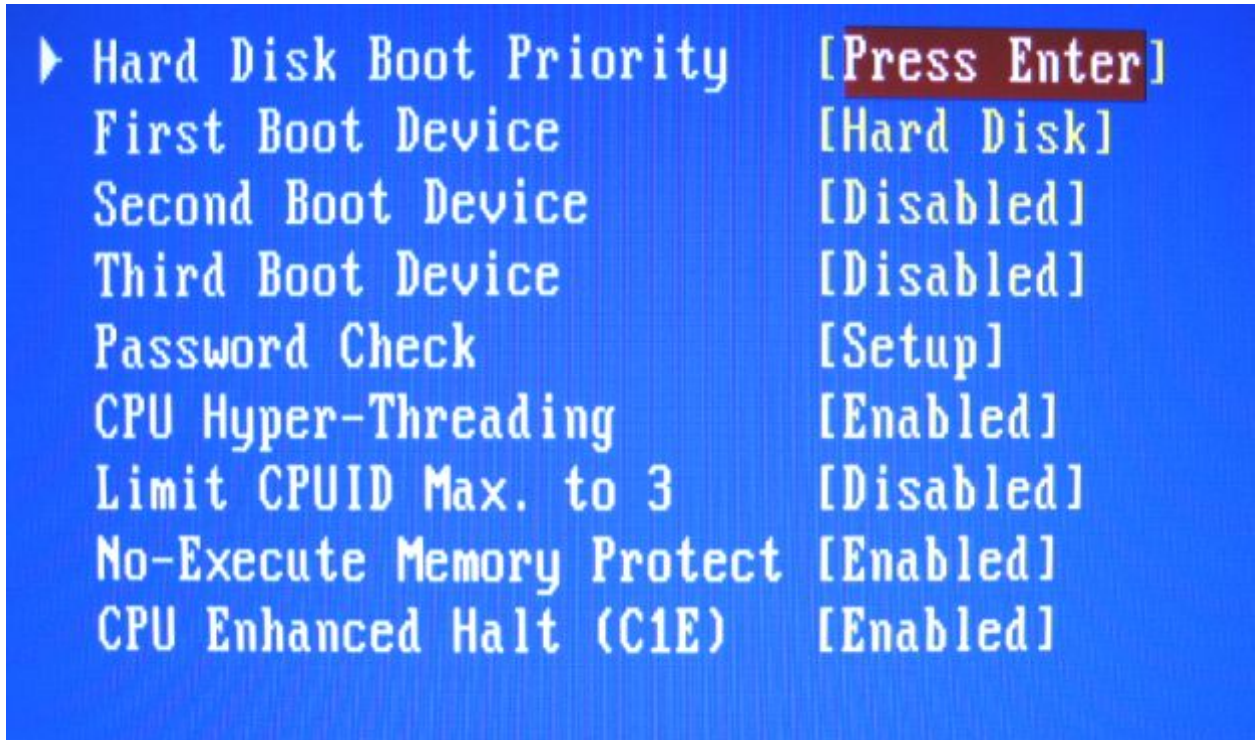 Hard Disk Boot Priority [Press Enter]
First Boot Device [Hard Disk]
Second Boot Device [Disabled]
Third Boot Device [Disabled]
Password Check [Setup]
CPU Hyper-Threading [Enabled]
Limit CPUID Max. to 3 [Disabled]
No-Execute Memory Protect [Enabled]
CPU Enhanced Halt (C1E) [Enabled]